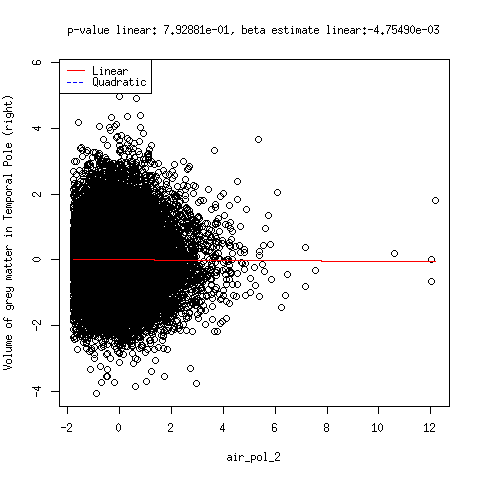 p-value linear: 7.92881e-01, beta estimate linear:-4.75490e-03
Linear
Quadratic
6
4
2
0
-2
-4
Volume of grey matter in Temporal Pole (right)
-2 0 2 4 6 8 10 12
air_pol_2